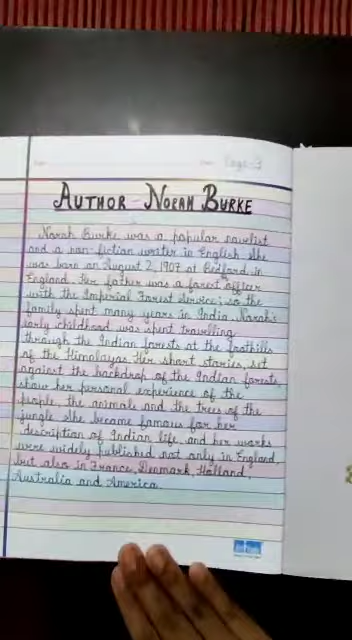 Page-3
AUTHOR - NORAH BURKE
Norah Burke was a popular novelist
and a non-fiction writer in English. She
was born on August 2, 1907 at Bedford in
England. Her father was a forest officer
with the Imperial Forest Service; so the
family spent many years in India. Norah's
early childhood was spent travelling
through the Indian forests at the foothills
of the Himalayas. Her short stories, set
against the backdrop of the Indian forests,
show her personal experience of the
people, the animals and the trees of the
jungle. She became famous for her
description of Indian life, and her works
were widely published not only in England,
but also in France, Denmark, Holland,
Australia and America.